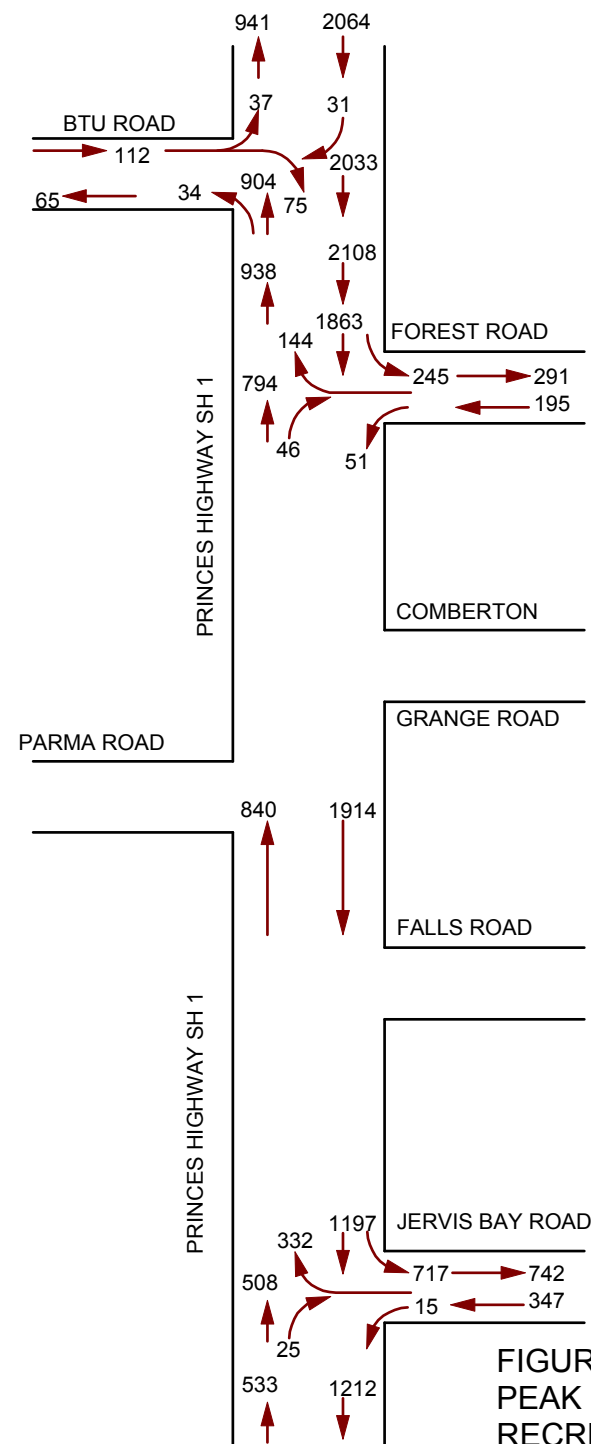 941 2064
37 31
BTU ROAD
112
904 2033
65 34 75
938 2108
144 1863 FOREST ROAD
794 245 291
195
46 51
PRINCES HIGHWAY SH 1
COMBERTON
GRANGE ROAD
PARMA ROAD
840 1914
FALLS ROAD
PRINCES HIGHWAY SH 1
332 1197 JERVIS BAY ROAD
508 717 742
15 347
25
533 1212
FIGUR
PEAK
RECRE